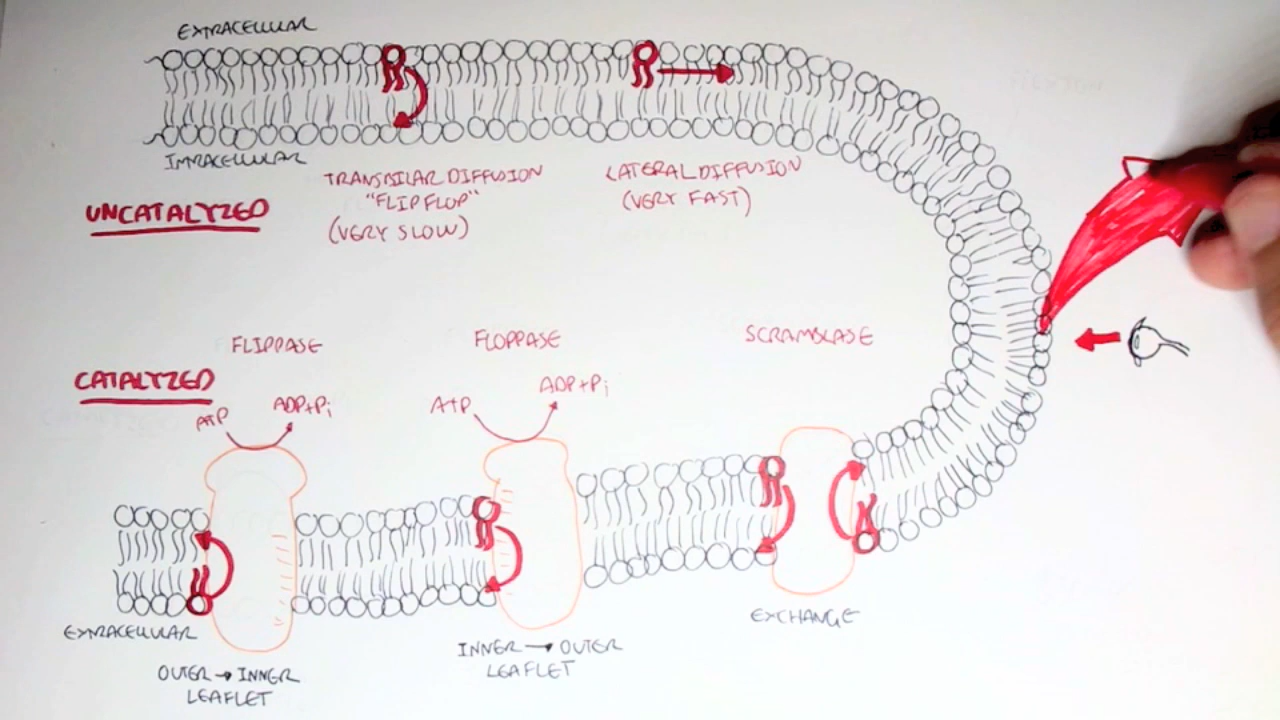 EXTRACELLULAR
INTRACELLULAR
UNCATALYZED
TRANSBILAR DIFFUSION
"FLIP FLOP"
(VERY SLOW)
LATERAL DIFFUSION
(VERY FAST)
CATALYZED
FLIPPASE
ATP
ADP+Pi
FLOPPASE
ATP
ADP+Pi
SCRAMBLASE
EXTRACELLULAR
OUTER → INNER
LEAFLET
INNER → OUTER
LEAFLET
EXCHANGE